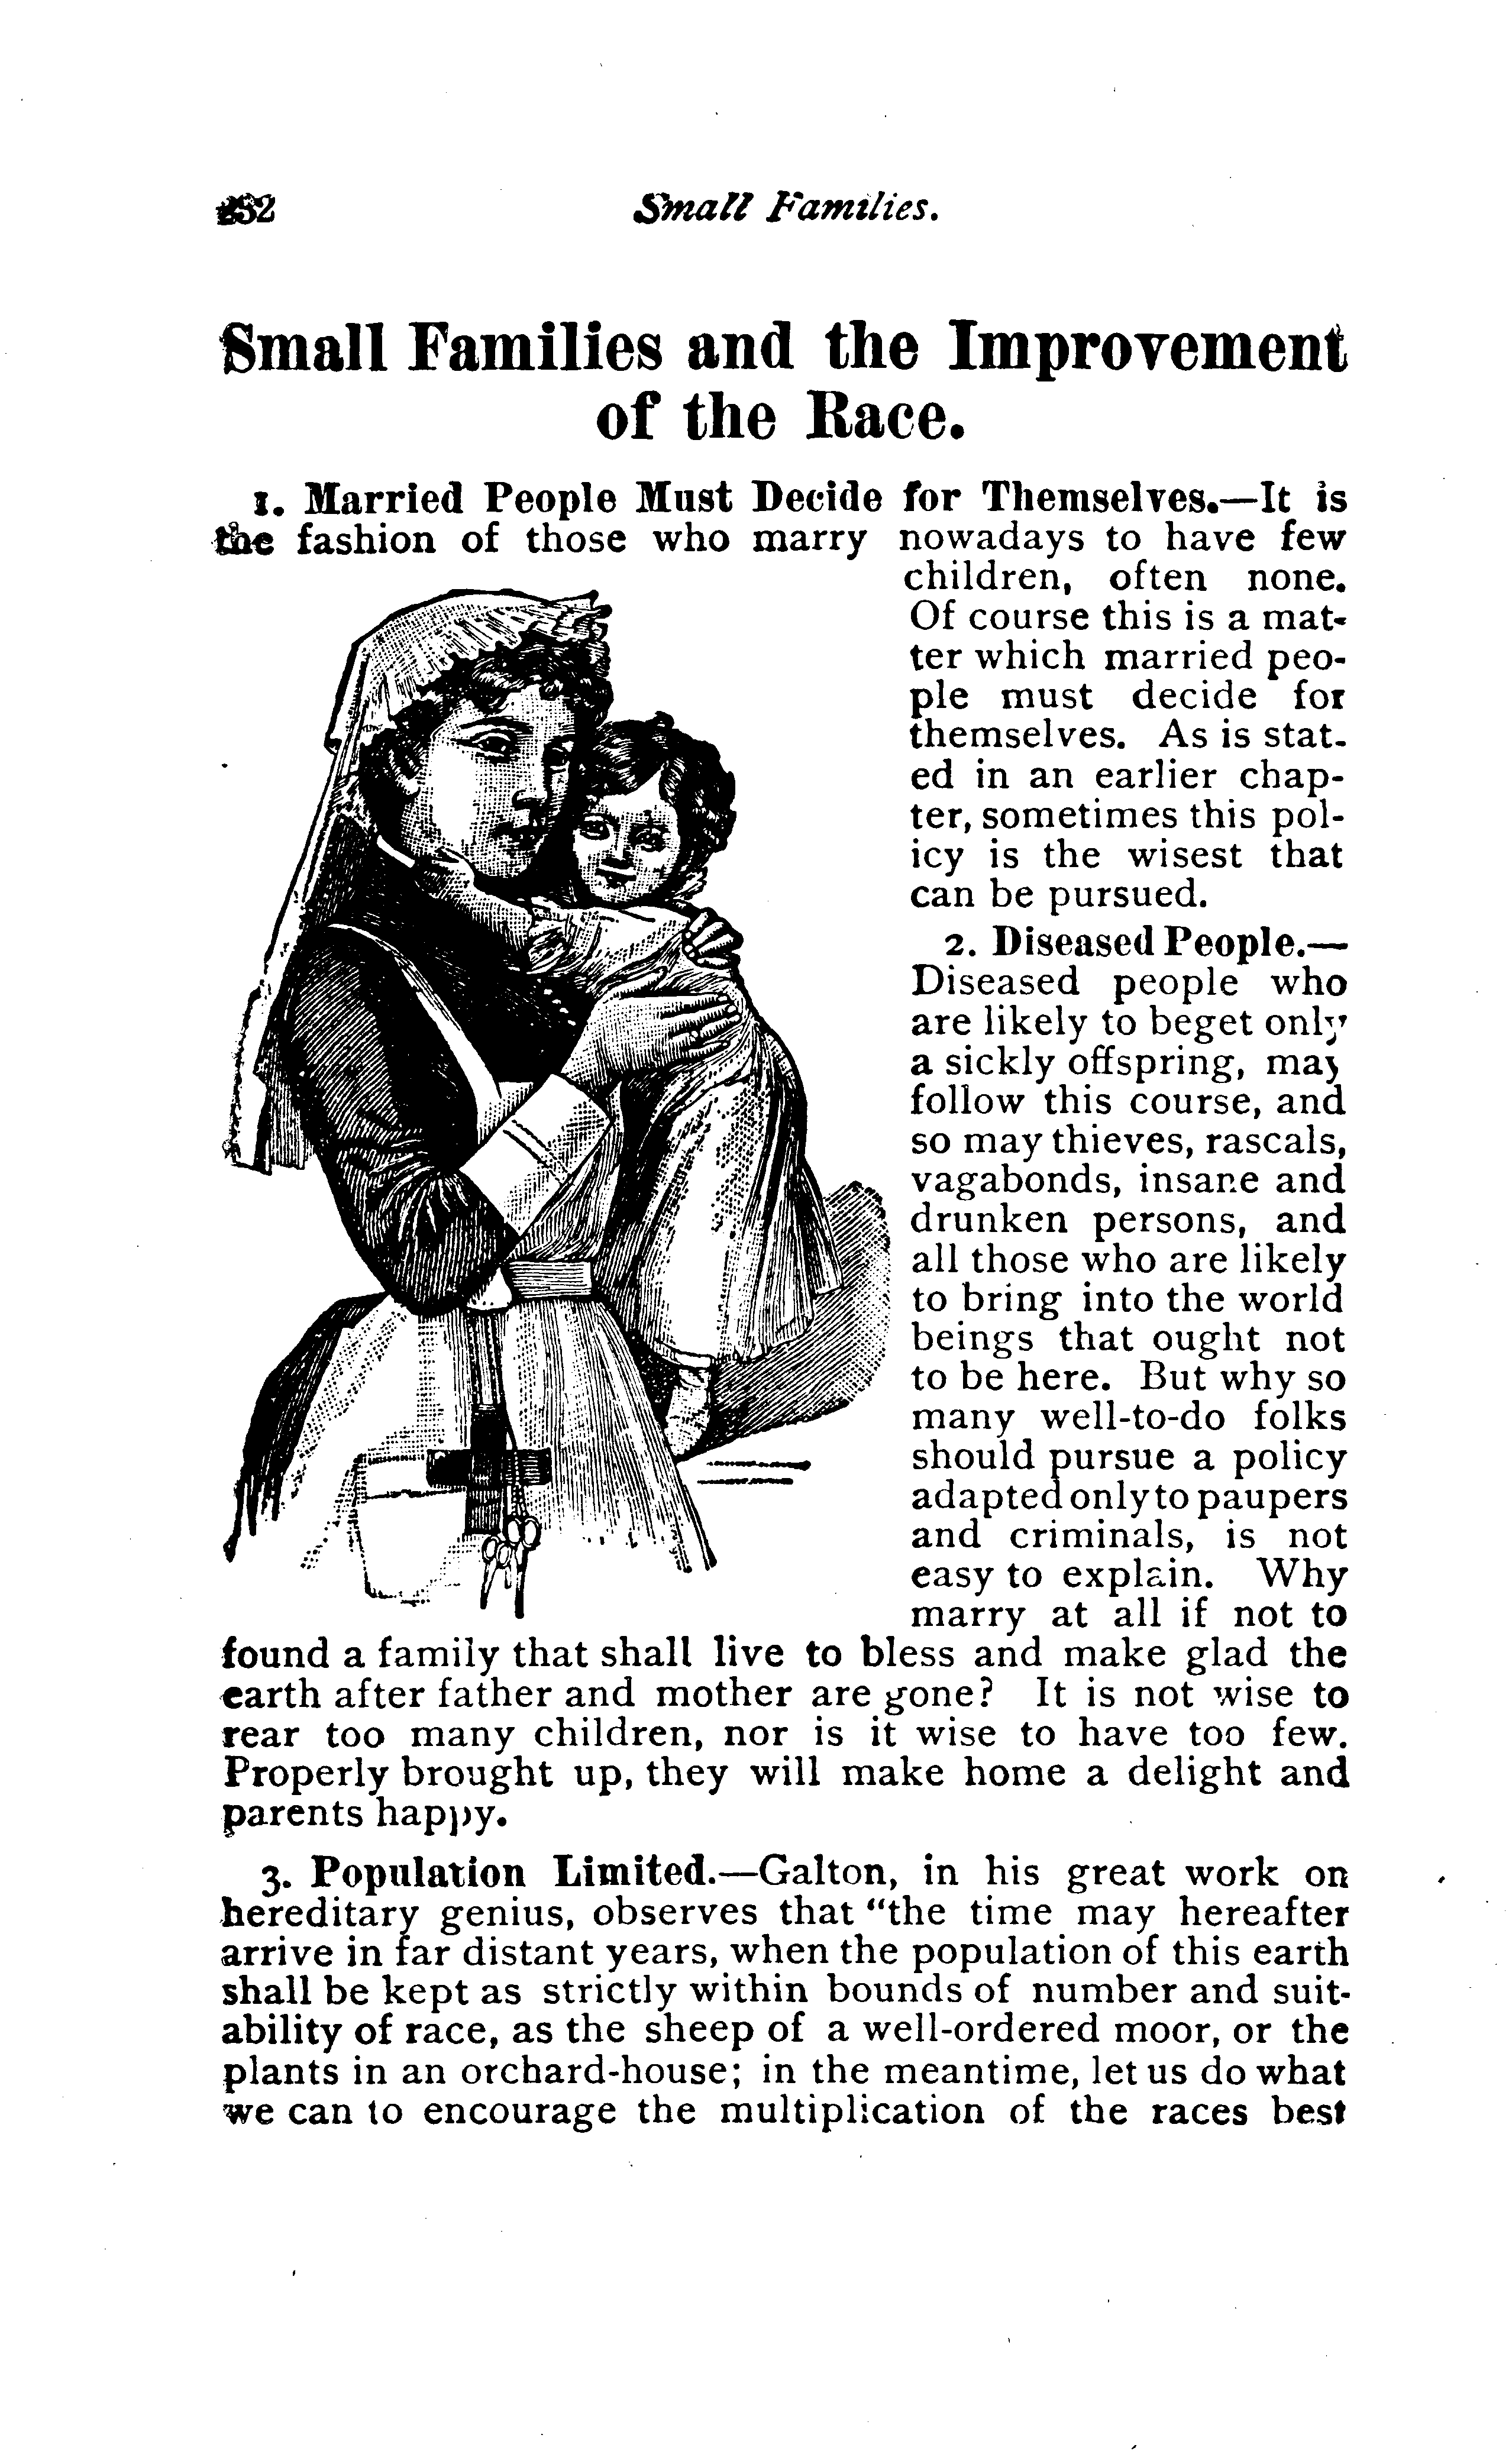 232
Small Families.
Small Families and the Improvement
of the Race.
1. Married People Must Decide for Themselves.—It is
the fashion of those who marry nowadays to have few
children, often none.
Of course this is a mat-
ter which married peo-
ple must decide for
themselves. As is stat-
ed in an earlier chap-
ter, sometimes this pol-
icy is the wisest that
can be pursued.
2. Diseased People.—
Diseased people who
are likely to beget only
a sickly offspring, may
follow this course, and
so may thieves, rascals,
vagabonds, insane and
drunken persons, and
all those who are likely
to bring into the world
beings that ought not
to be here. But why so
many well-to-do folks
should pursue a policy
adapted only to paupers
and criminals, is not
easy to explain. Why
marry at all if not to
found a family that shall live to bless and make glad the
earth after father and mother are gone? It is not wise to
rear too many children, nor is it wise to have too few.
Properly brought up, they will make home a delight and
parents happy.
3. Population Limited.—Galton, in his great work on
hereditary genius, observes that "the time may hereafter
arrive in far distant years, when the population of this earth
shall be kept as strictly within bounds of number and suit-
ability of race, as the sheep of a well-ordered moor, or the
plants in an orchard-house; in the meantime, let us do what
we can to encourage the multiplication of the races best